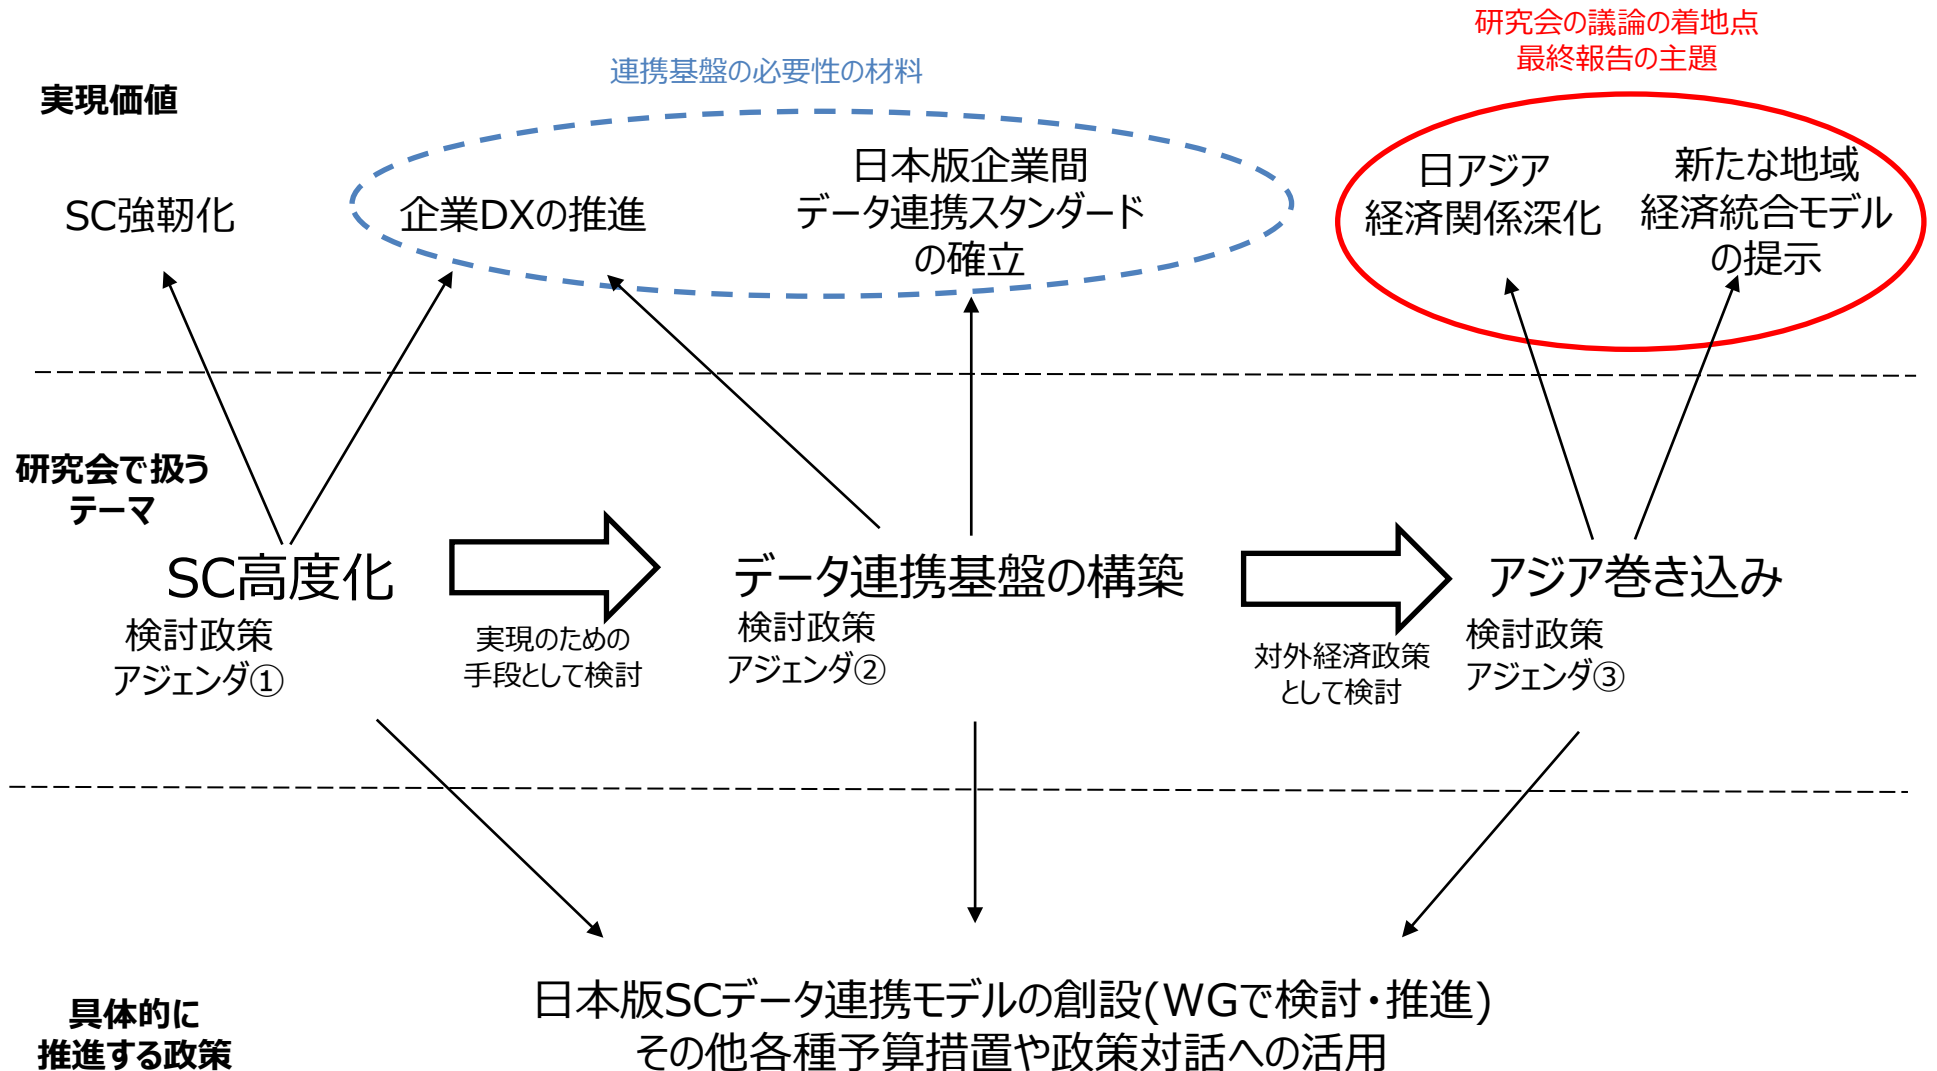 研究会の議論の着地点
最終報告の主題
連携基盤の必要性の材料
実現価値
SC強靭化
企業DXの推進
日本版企業間
データ連携スタンダード
の確立
日アジア
経済関係深化
新たな地域
経済統合モデル
の提示
研究会で扱う
テーマ
SC高度化
検討政策
アジェンダ①
実現のための
手段として検討
データ連携基盤の構築
検討政策
アジェンダ②
対外経済政策
として検討
アジア巻き込み
検討政策
アジェンダ③
具体的に
推進する政策
日本版SCデータ連携モデルの創設(WGで検討・推進)
その他各種予算措置や政策対話への活用